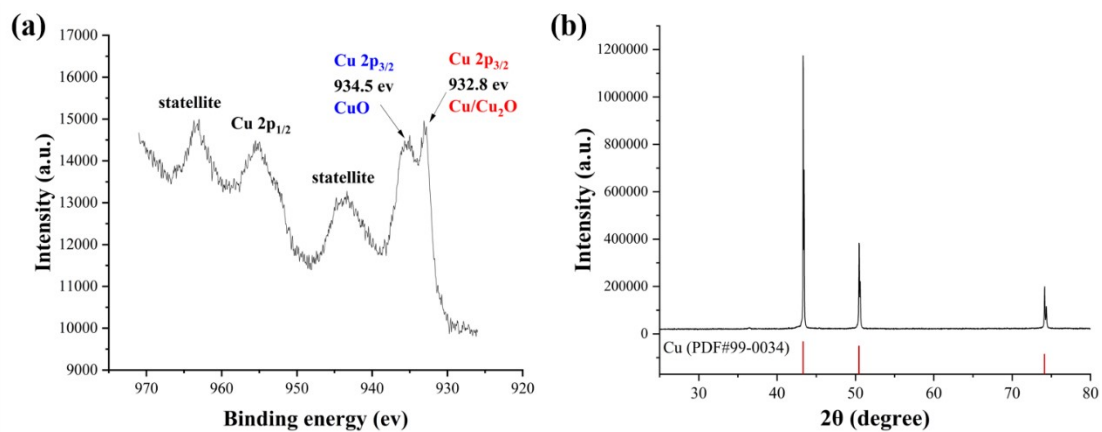 (a)
17000
16000
15000
14000
13000
12000
11000
10000
9000
Intensity (a.u.)
statellite
Cu 2p1/2
statellite
Cu 2p3/2
934.5 ev
CuO
Cu 2p3/2
932.8 ev
Cu/Cu2O
970
960
950
940
930
920
Binding energy (ev)
(b)
1200000
1000000
800000
600000
400000
200000
0
Intensity (a.u.)
Cu (PDF#99-0034)
30
40
50
60
70
80
2θ (degree)